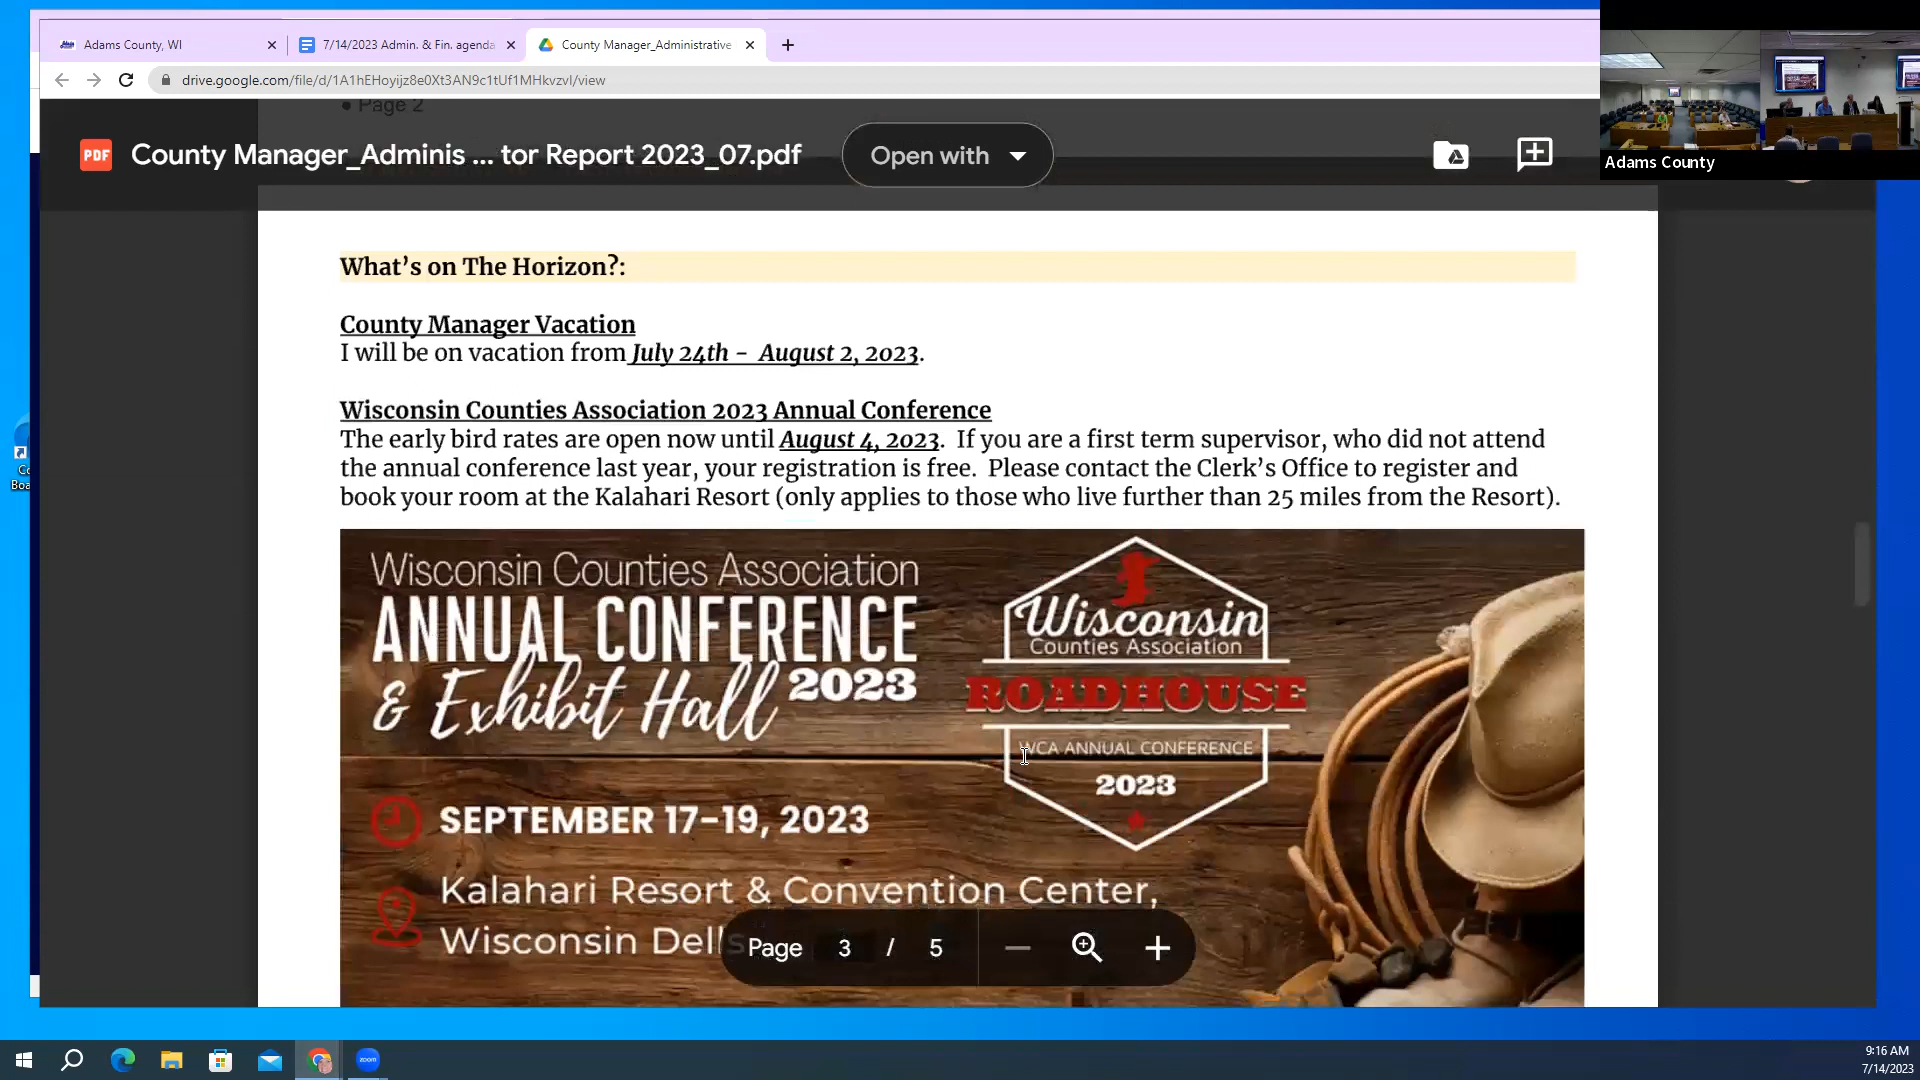 Adams County, WI
7/14/2023 Admin. & Fin. agenda
County Manager_Administrative
drive.google.com/file/d/1A1hEHoyijz8e0Xt3AN9c1tUf1MHkvzvI/view
• Page 2
PDF
County Manager_Adminis ... tor Report 2023_07.pdf
Open with
Adams County
What's on The Horizon?:
County Manager Vacation
I will be on vacation from July 24th - August 2, 2023.
Wisconsin Counties Association 2023 Annual Conference
The early bird rates are open now until August 4, 2023. If you are a first term supervisor, who did not attend
the annual conference last year, your registration is free. Please contact the Clerk's Office to register and
book your room at the Kalahari Resort (only applies to those who live further than 25 miles from the Resort).
Wisconsin Counties Association
ANNUAL CONFERENCE
& Exhibit Hall 2023
Wisconsin
Counties Association
ROADHOUSE
WCA ANNUAL CONFERENCE
2023
SEPTEMBER 17-19, 2023
Kalahari Resort & Convention Center,
Wisconsin Dells
Page 3 / 5
zoom
9:16 AM
7/14/2023